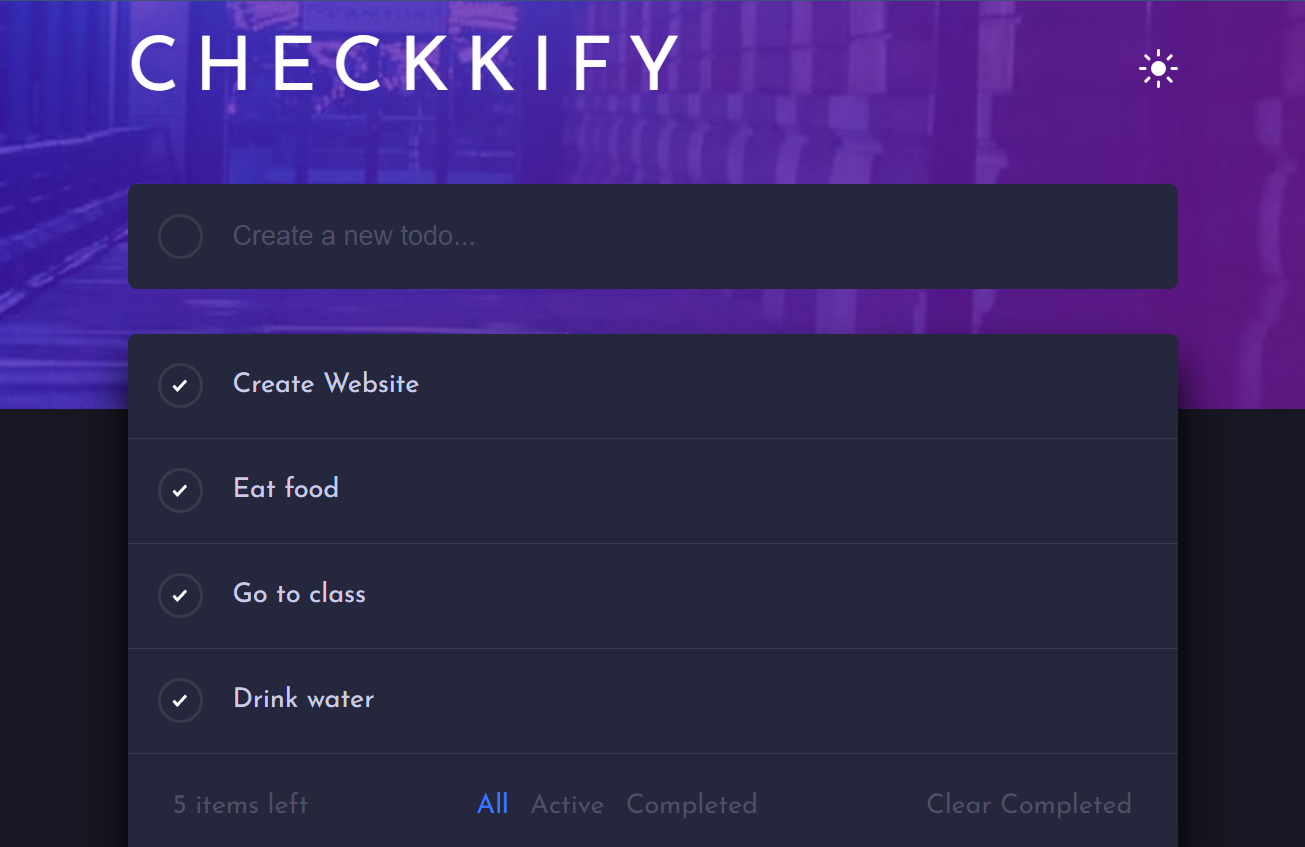 CHECKKIFY
Create a new todo...
Create Website
Eat food
Go to class
Drink water
5 items left All Active Completed Clear Completed